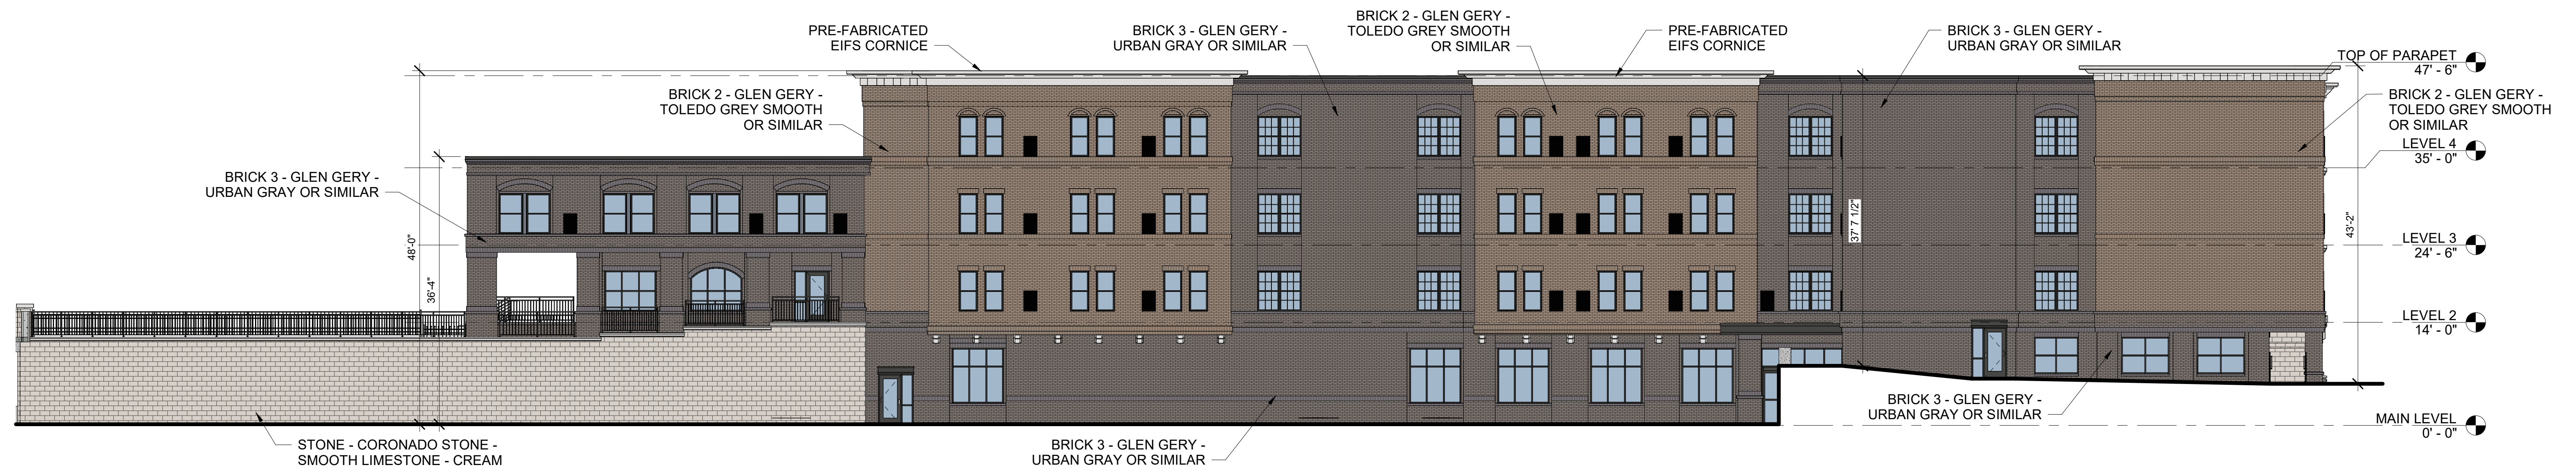 PRE-FABRICATED
EIFS CORNICE
BRICK 3 - GLEN GERY -
URBAN GRAY OR SIMILAR
BRICK 2 - GLEN GERY -
TOLEDO GREY SMOOTH
OR SIMILAR
PRE-FABRICATED
EIFS CORNICE
BRICK 3 - GLEN GERY -
URBAN GRAY OR SIMILAR
TOP OF PARAPET
47' - 6"
BRICK 2 - GLEN GERY -
TOLEDO GREY SMOOTH
OR SIMILAR
BRICK 2 - GLEN GERY -
TOLEDO GREY SMOOTH
OR SIMILAR
LEVEL 4
35' - 0"
BRICK 3 - GLEN GERY -
URBAN GRAY OR SIMILAR
48'-0"
36'-4"
37' 7 1/2"
43'-2"
LEVEL 3
24' - 6"
LEVEL 2
14' - 0"
BRICK 3 - GLEN GERY -
URBAN GRAY OR SIMILAR
MAIN LEVEL
0' - 0"
STONE - CORONADO STONE -
SMOOTH LIMESTONE - CREAM
BRICK 3 - GLEN GERY -
URBAN GRAY OR SIMILAR